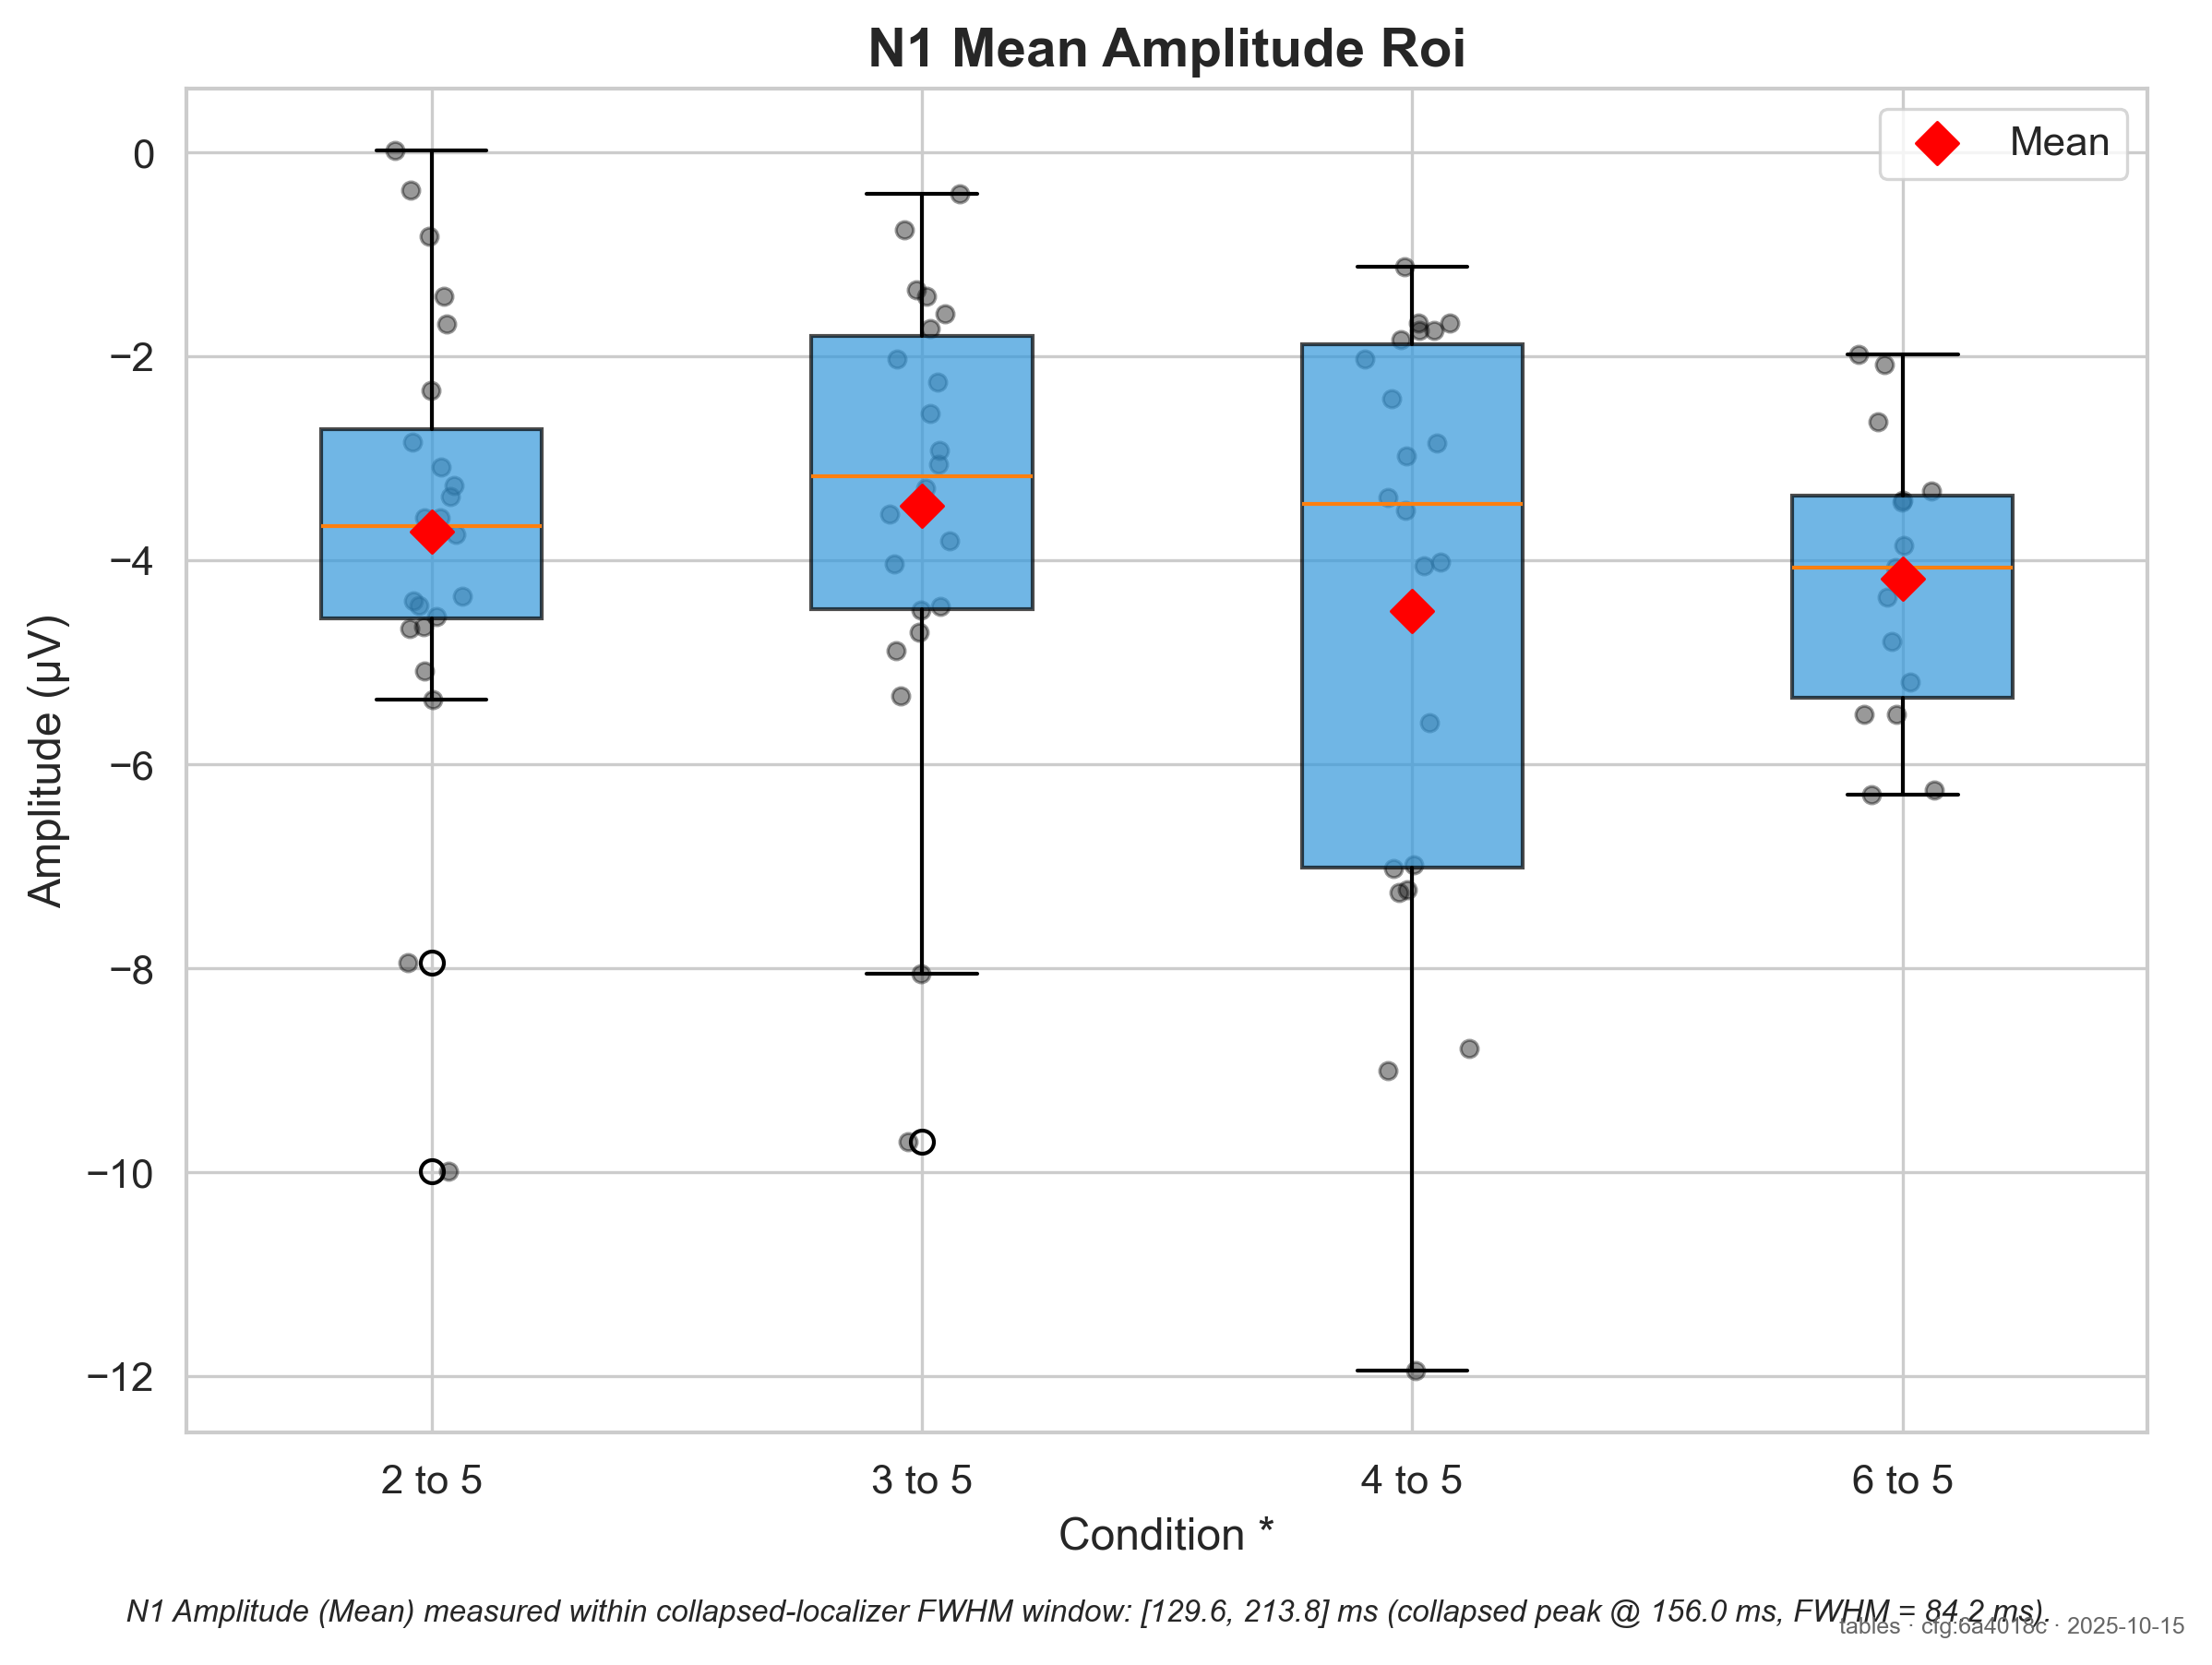 N1 Mean Amplitude Roi
Mean
0
−2
−4
−6
−8
−10
−12
Amplitude (µV)
2 to 5
3 to 5
4 to 5
6 to 5
Condition *
N1 Amplitude (Mean) measured within collapsed-localizer FWHM window: [129.6, 213.8] ms (collapsed peak @ 156.0 ms, FWHM = 84.2 ms).
tables · cfg:6a4018c · 2025-10-15